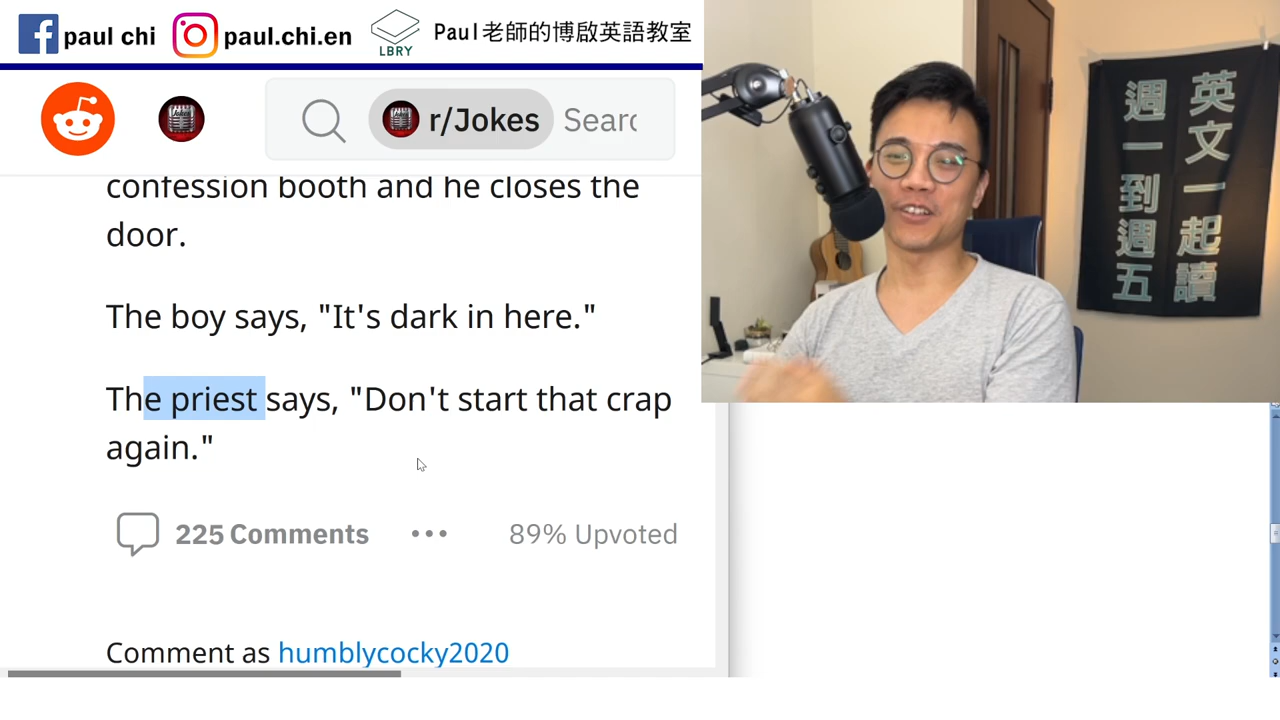 paul chi
paul.chi.en
LBRY
Paul老師的博啟英語教室
r/Jokes
Searc
confession booth and he closes the
door.
The boy says, "It's dark in here."
The priest says, "Don't start that crap
again."
225 Comments
89% Upvoted
Comment as humblycocky2020
英文一起讀
週一到週五